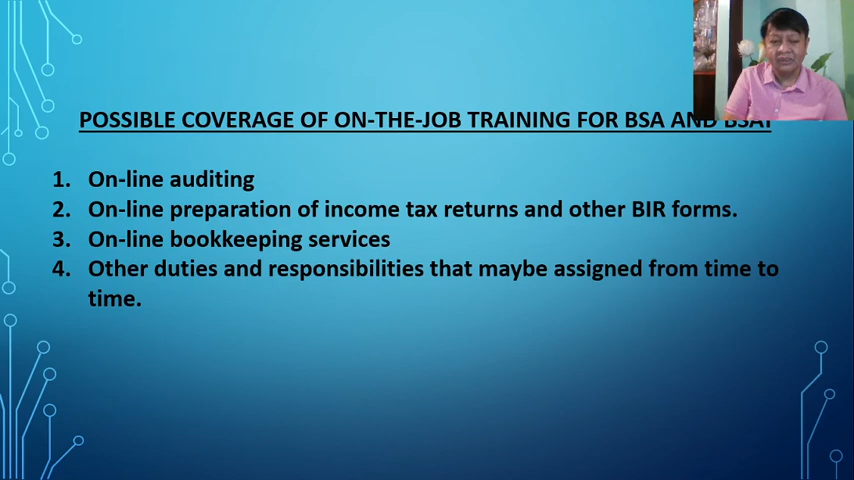 POSSIBLE COVERAGE OF ON-THE-JOB TRAINING FOR BSA AND BSAT
1. On-line auditing
2. On-line preparation of income tax returns and other BIR forms.
3. On-line bookkeeping services
4. Other duties and responsibilities that maybe assigned from time to
time.